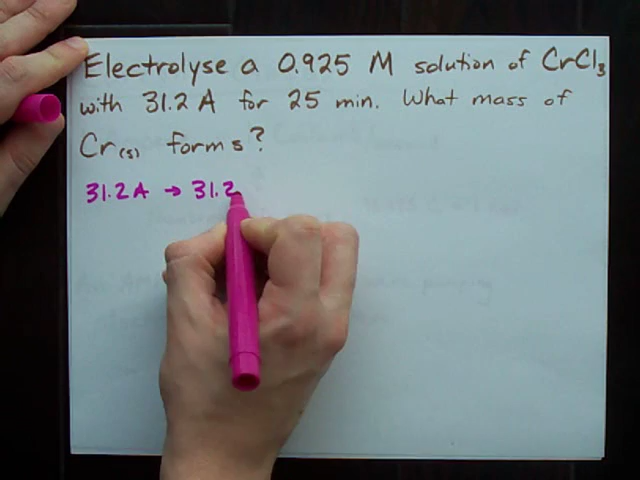 Electrolyse a 0.925 M solution of CrCl3
with 31.2 A for 25 min. What mass of
Cr(s) forms?
31.2 A → 31.2